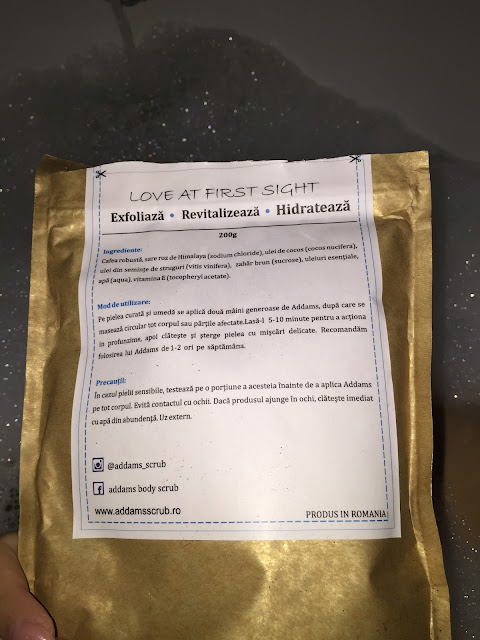 LOVE AT FIRST SIGHT
Exfoliază • Revitalizează • Hidratează
200g
Ingrediente:
Cafea robustă, sare roz de Himalaya (sodium chloride), ulei de cocos (cocos nucifera),
ulei din semințe de struguri (vitis vinifera), zahăr brun (sucrose), uleiuri esențiale,
apă (aqua), vitamina E (tocopheryl acetate).
Mod de utilizare:
Pe pielea curată și umedă se aplică două mâini generoase de Addams, după care se
masează circular tot corpul sau părțile afectate.Lasă-l 5-10 minute pentru a acționa
in profunzime, apoi clătește și șterge pielea cu mișcări delicate. Recomandăm
folosirea lui Addams de 1-2 ori pe săptămâna.
Precauții:
În cazul pielii sensibile, testează pe o porțiune a acesteia înainte de a aplica Addams
pe tot corpul. Evită contactul cu ochii. Dacă produsul ajunge în ochi, clătește imediat
cu apă din abundență. Uz extern.
@addams_scrub
addams body scrub
www.addamsscrub.ro
PRODUS IN ROMANIA